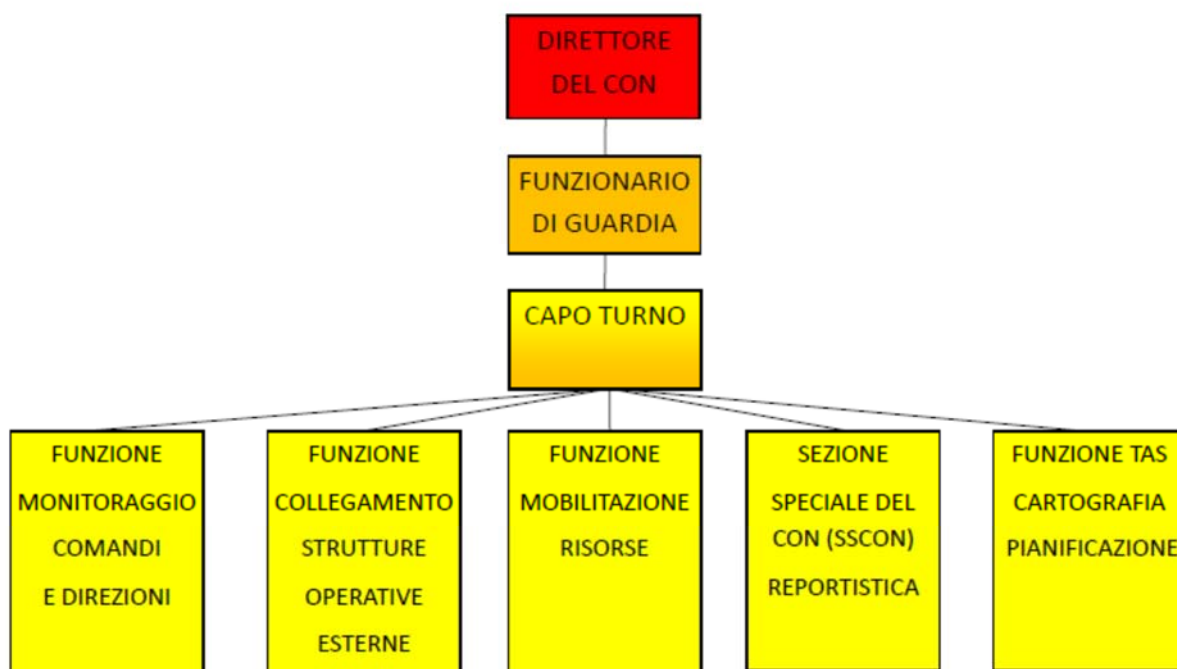 DIRETTORE
DEL CON
FUNZIONARIO
DI GUARDIA
CAPO TURNO
FUNZIONE
MONITORAGGIO
COMANDI
E DIREZIONI
FUNZIONE
COLLEGAMENTO
STRUTTURE
OPERATIVE
ESTERNE
FUNZIONE
MOBILITAZIONE
RISORSE
SEZIONE
SPECIALE DEL
CON (SSCON)
REPORTISTICA
FUNZIONE TAS
CARTOGRAFIA
PIANIFICAZIONE